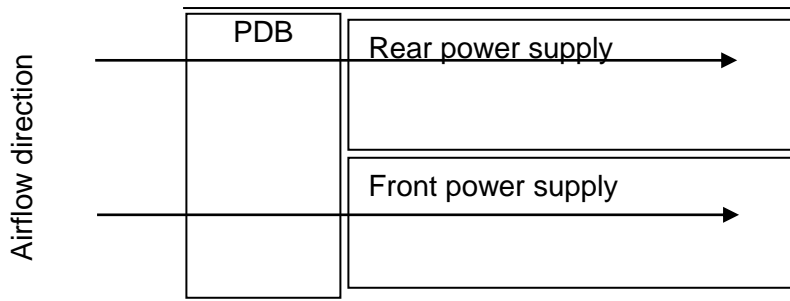 PDB
Rear power supply
Front power supply
Airflow direction